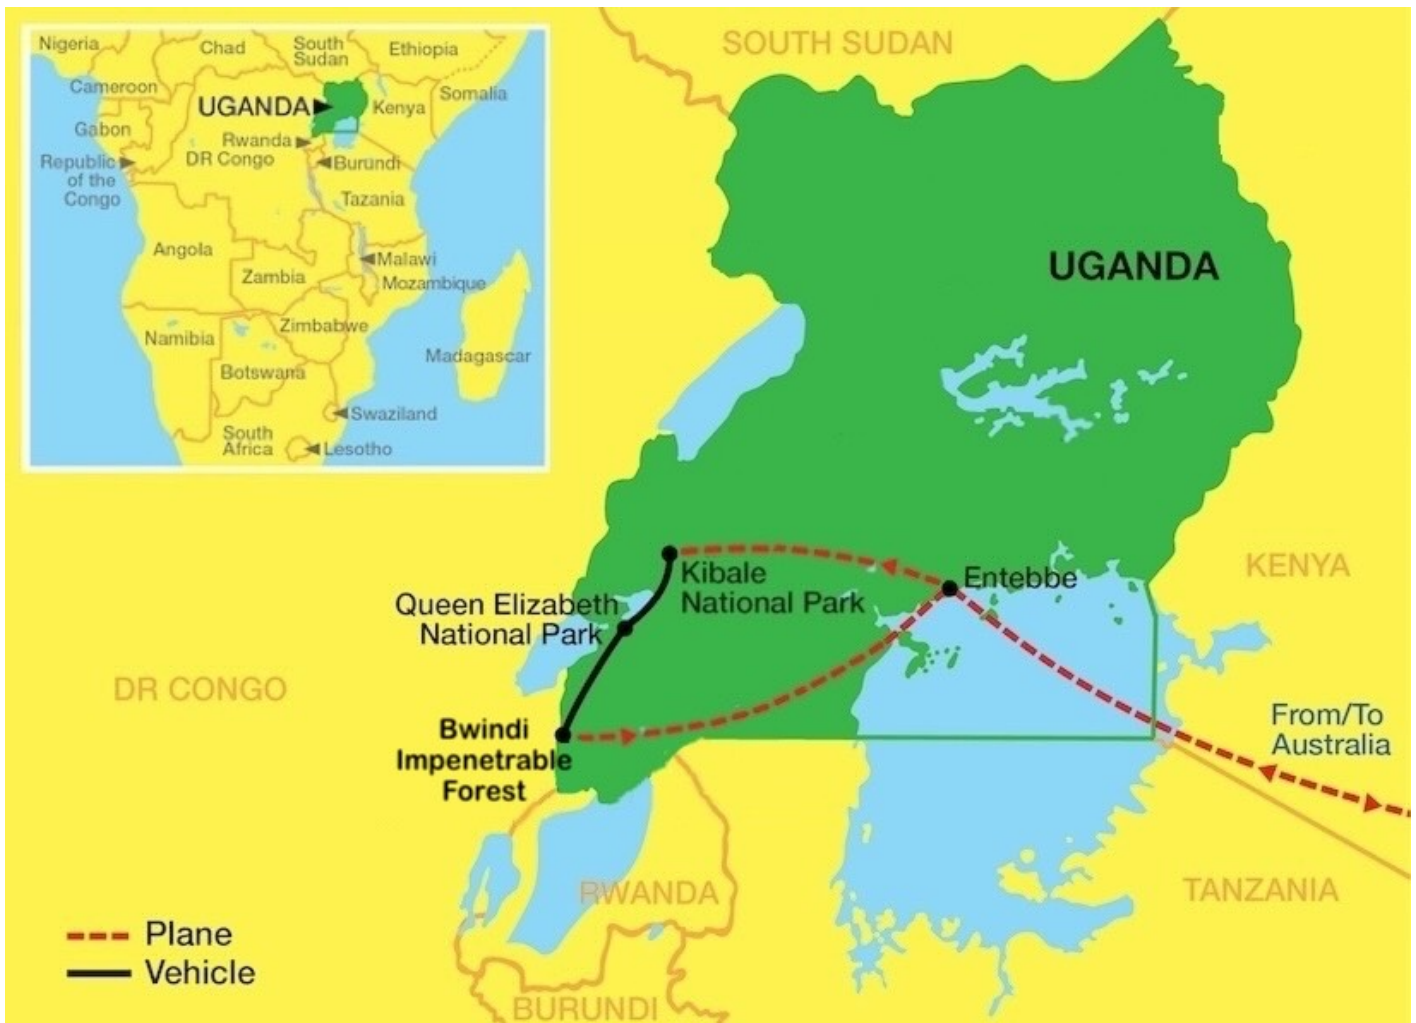 Nigeria
Chad
South
Sudan
Ethiopia
Cameroon
UGANDA
Kenya
Somalia
Gabon
Rwanda
DR Congo
Republic
of the
Congo
Burundi
Tazania
Angola
Malawi
Zambia
Mozambique
Zimbabwe
Namibia
Madagascar
Botswana
Swaziland
South
Africa
Lesotho
SOUTH SUDAN
UGANDA
KENYA
Entebbe
Kibale
National Park
Queen Elizabeth
National Park
DR CONGO
Bwindi
Impenetrable
Forest
From/To
Australia
RWANDA
TANZANIA
BURUNDI
Plane
Vehicle